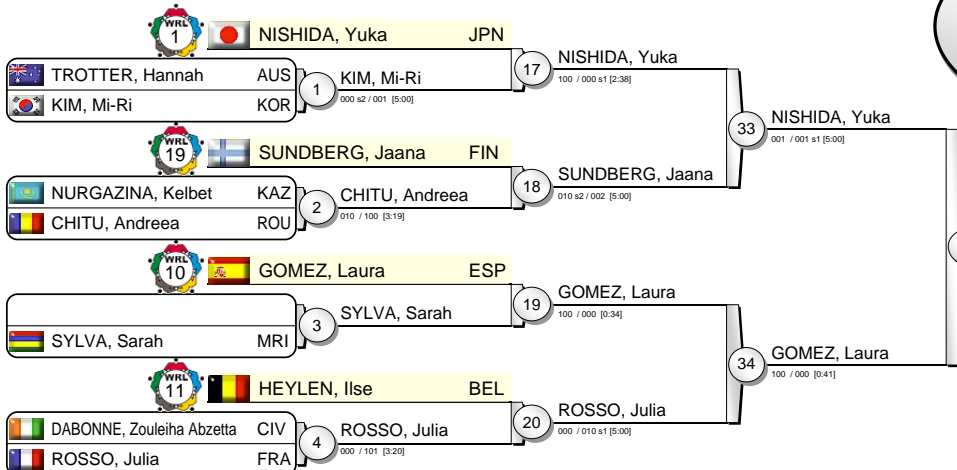 WRL
1
NISHIDA, Yuka JPN
TROTTER, Hannah AUS
KIM, Mi-Ri KOR
1
KIM, Mi-Ri
000 s2 / 001 [5:00]
17
NISHIDA, Yuka
100 / 000 s1 [2:38]
WRL
19
SUNDBERG, Jaana FIN
NURGAZINA, Kelbet KAZ
CHITU, Andreea ROU
2
CHITU, Andreea
010 / 100 [3:19]
18
SUNDBERG, Jaana
010 s2 / 002 [5:00]
33
NISHIDA, Yuka
001 / 001 s1 [5:00]
WRL
10
GOMEZ, Laura ESP
SYLVA, Sarah MRI
3
SYLVA, Sarah
19
GOMEZ, Laura
100 / 000 [0:34]
WRL
11
HEYLEN, Ilse BEL
DABONNE, Zouleiha Abzetta CIV
ROSSO, Julia FRA
4
ROSSO, Julia
000 / 101 [3:20]
20
ROSSO, Julia
000 / 010 s1 [5:00]
34
GOMEZ, Laura
100 / 000 [0:41]